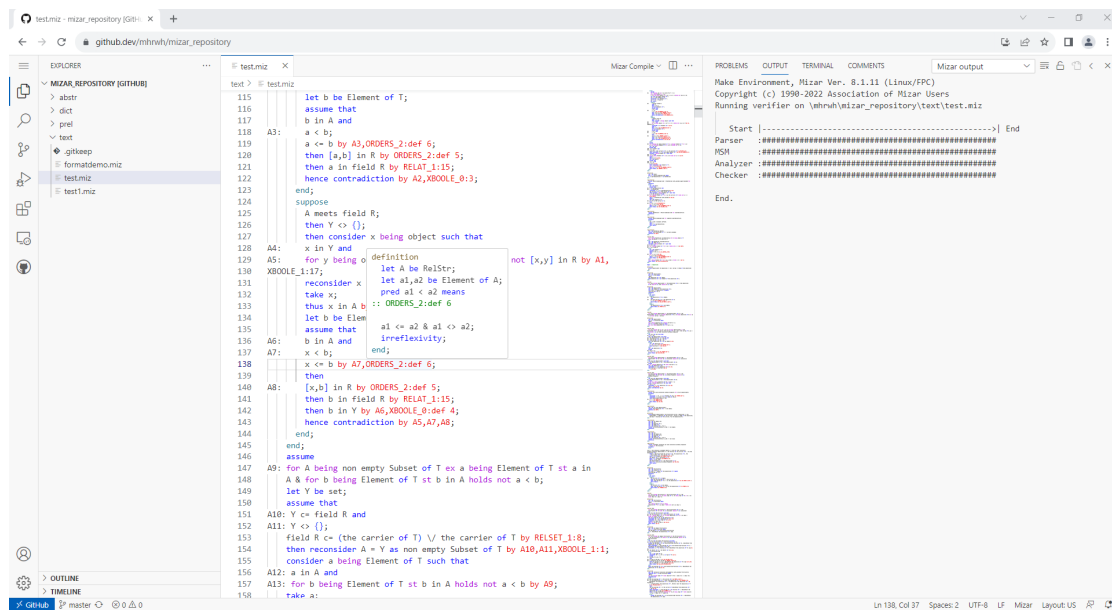 test.miz - mizar_repository [GitH
github.dev/mhrwh/mizar_repository
EXPLORER
MIZAR_REPOSITORY [GITHUB]
abstr
dict
prel
text
.gitkeep
formatdemo.miz
test.miz
test1.miz
OUTLINE
TIMELINE
test.miz
Mizar Compile
text > test.miz
115 let b be Element of T;
116 assume that
117 b in A and
118 A3: a < b;
119 a <= b by A3,ORDERS_2:def 6;
120 then [a,b] in R by ORDERS_2:def 5;
121 then a in field R by RELAT_1:15;
122 hence contradiction by A2,XBOOLE_0:3;
123 end;
124 suppose
125 A meets field R;
126 then Y <> {};
127 then consider x being object such that
128 A4: x in Y and
129 A5: for y being o not [x,y] in R by A1,
130 XBOOLE_1:17;
131 reconsider x
132 take x;
133 thus x in A b
134 let b be Elem
135 assume that
136 A6: b in A and
137 A7: x < b;
138 x <= b by A7,ORDERS_2:def 6;
139 then
140 A8: [x,b] in R by ORDERS_2:def 5;
141 then b in field R by RELAT_1:15;
142 then b in Y by A6,XBOOLE_0:def 4;
143 hence contradiction by A5,A7,A8;
144 end;
145 end;
146 assume
147 A9: for A being non empty Subset of T ex a being Element of T st a in
148 A & for b being Element of T st b in A holds not a < b;
149 let Y be set;
150 assume that
151 A10: Y c= field R and
152 A11: Y <> {};
153 field R c= (the carrier of T) \/ the carrier of T by RELSET_1:8;
154 then reconsider A = Y as non empty Subset of T by A10,A11,XBOOLE_1:1;
155 consider a being Element of T such that
156 A12: a in A and
157 A13: for b being Element of T st b in A holds not a < b by A9;
158 take a;
definition
let A be RelStr;
let a1,a2 be Element of A;
pred a1 < a2 means
:: ORDERS_2:def 6
a1 <= a2 & a1 <> a2;
irreflexivity;
end;
PROBLEMS OUTPUT TERMINAL COMMENTS
Mizar output
Make Environment, Mizar Ver. 8.1.11 (Linux/FPC)
Copyright (c) 1990-2022 Association of Mizar Users
Running verifier on \mhrwh\mizar_repository\text\test.miz
Start |------------------------------------------------>| End
Parser :##################################################
MSM :##################################################
Analyzer :##################################################
Checker :##################################################
End.
GitHub master 0 0
Ln 138, Col 37 Spaces: 2 UTF-8 LF Mizar Layout: US